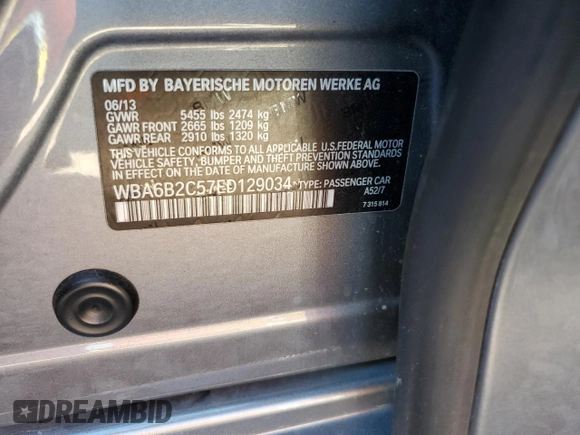 MFD BY BAYERISCHE MOTOREN WERKE AG
06/13
GVWR 5455 lbs 2474 kg
GAWR FRONT 2665 lbs 1209 kg
GAWR REAR 2910 lbs 1320 kg
THIS VEHICLE CONFORMS TO ALL APPLICABLE U.S.FEDERAL MOTOR
VEHICLE SAFETY, BUMPER AND THEFT PREVENTION STANDARDS
IN EFFECT ON THE DATE OF MANUFACTURE SHOWN ABOVE.
WBA6B2C57ED129034 TYPE: PASSENGER CAR
A52/7
7 315 814
DREAMBID